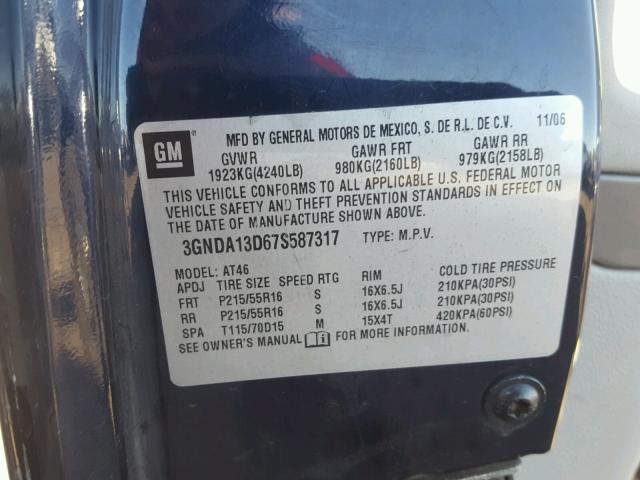 GM ® MFD BY GENERAL MOTORS DE MEXICO, S. DE R.L. DE C.V. 11/06
GVWR GAWR FRT GAWR RR
1923KG(4240LB) 980KG(2160LB) 979KG(2158LB)
THIS VEHICLE CONFORMS TO ALL APPLICABLE U.S. FEDERAL MOTOR
VEHICLE SAFETY AND THEFT PREVENTION STANDARDS IN EFFECT ON
THE DATE OF MANUFACTURE SHOWN ABOVE.
3GNDA13D67S587317 TYPE: M.P.V.
MODEL: AT46
APDJ TIRE SIZE SPEED RTG RIM COLD TIRE PRESSURE
FRT P215/55R16 S 16X6.5J 210KPA(30PSI)
RR P215/55R16 S 16X6.5J 210KPA(30PSI)
SPA T115/70D15 M 15X4T 420KPA(60PSI)
SEE OWNER'S MANUAL FOR MORE INFORMATION.